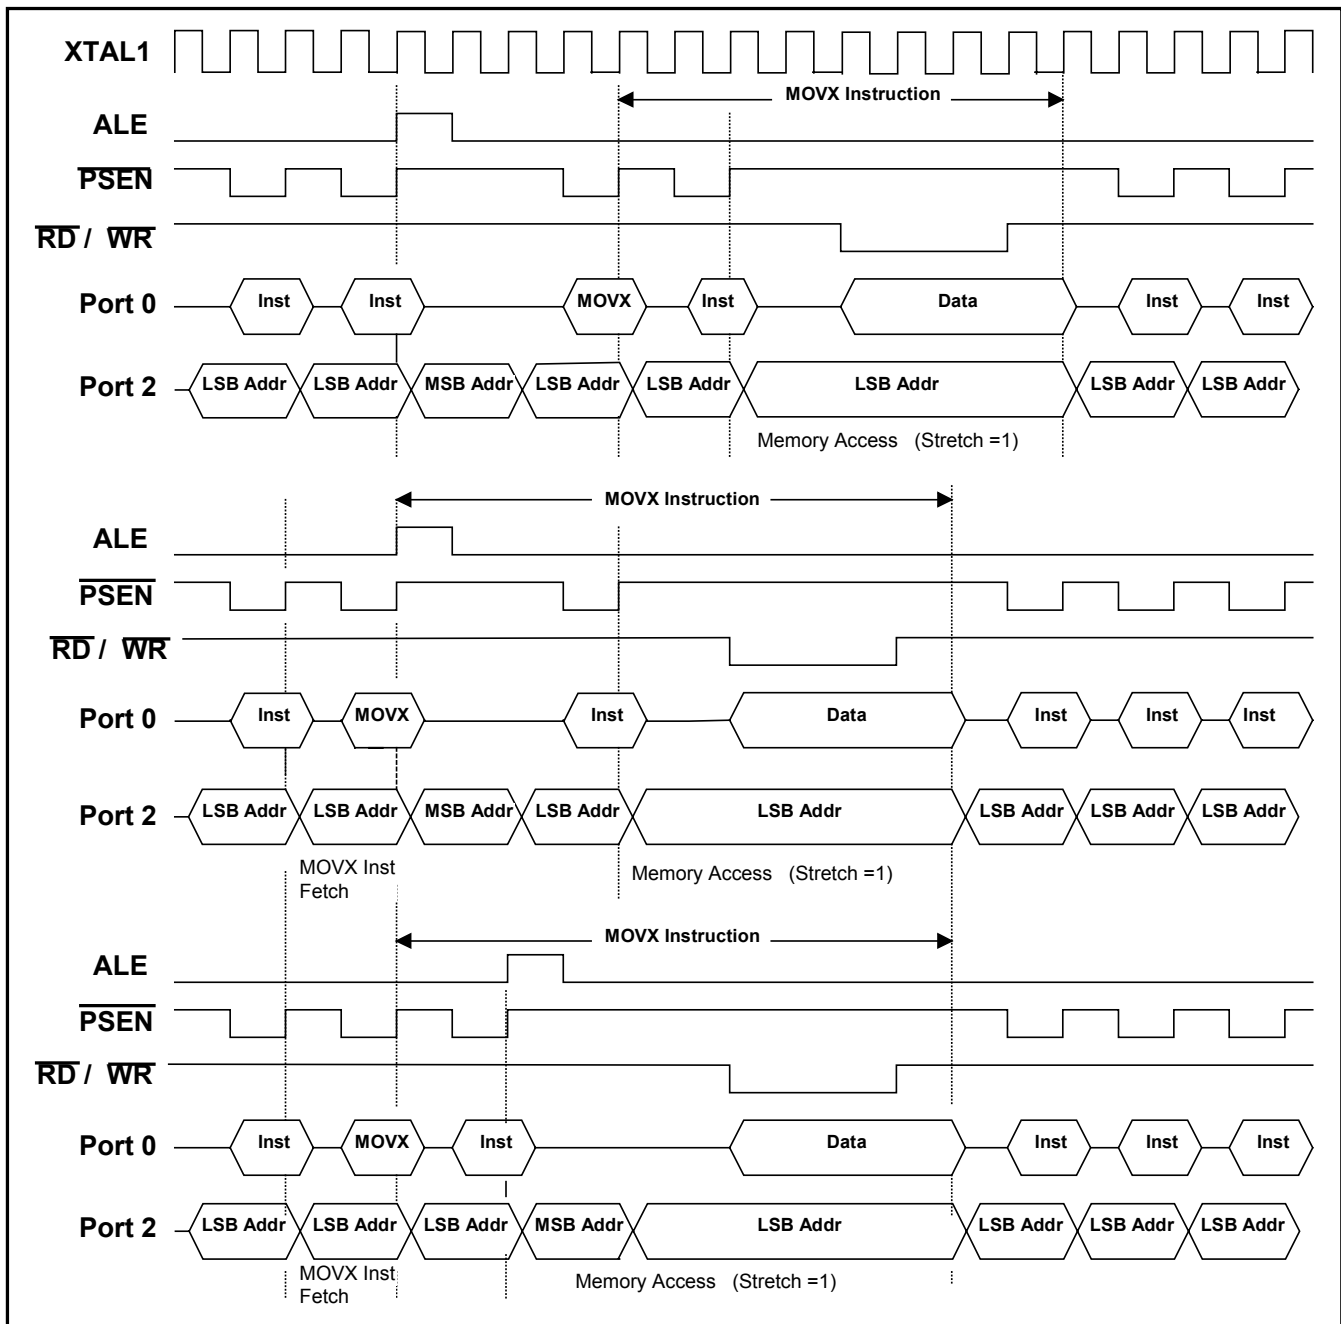 XTAL1
MOVX Instruction
ALE
PSEN
RD / WR
Port 0 Inst Inst MOVX Inst Data Inst Inst
Port 2 LSB Addr LSB Addr MSB Addr LSB Addr LSB Addr LSB Addr LSB Addr LSB Addr
Memory Access (Stretch =1)
MOVX Instruction
ALE
PSEN
RD / WR
Port 0 Inst MOVX Inst Data Inst Inst Inst
Port 2 LSB Addr LSB Addr MSB Addr LSB Addr LSB Addr LSB Addr LSB Addr LSB Addr
MOVX Inst
Fetch
Memory Access (Stretch =1)
MOVX Instruction
ALE
PSEN
RD / WR
Port 0 Inst MOVX Inst Data Inst Inst Inst
Port 2 LSB Addr LSB Addr LSB Addr MSB Addr LSB Addr LSB Addr LSB Addr LSB Addr
MOVX Inst
Fetch
Memory Access (Stretch =1)